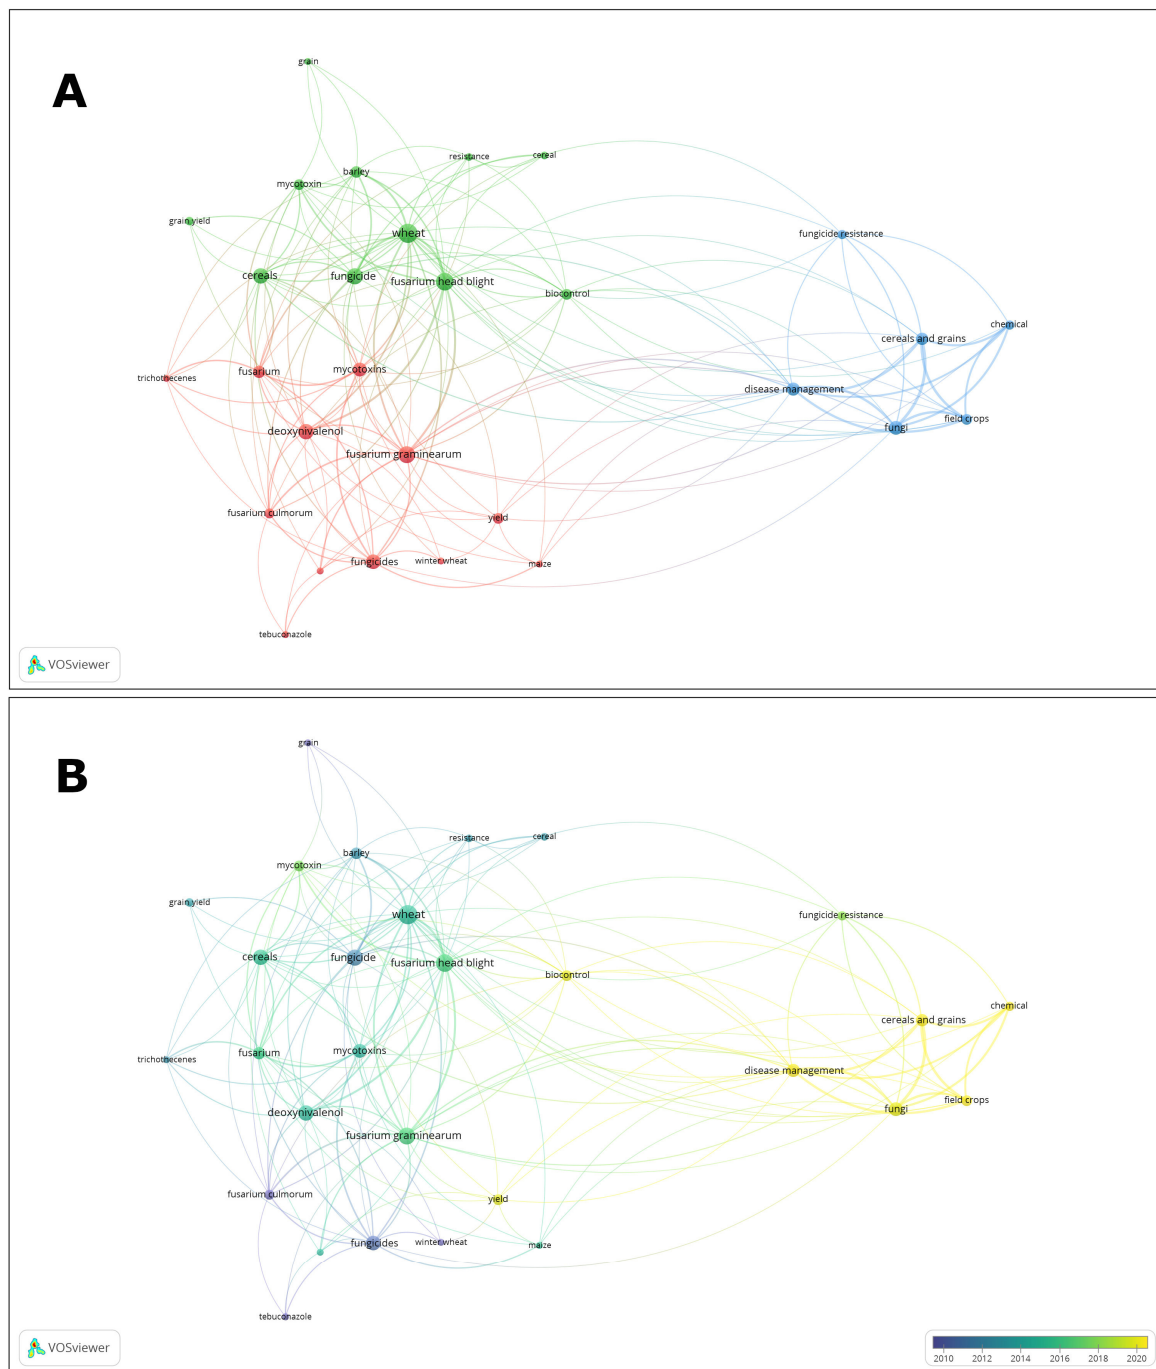 A
grain
resistance
cereal
barley
mycotoxin
grain yield
wheat
fungicide resistance
cereals
fungicide
fusarium head blight
biocontrol
chemical
cereals and grains
trichothecenes
fusarium
mycotoxins
disease management
field crops
fungi
deoxynivalenol
fusarium graminearum
fusarium culmorum
yield
fungicides
winter wheat
maize
tebuconazole
VOSviewer
B
grain
resistance
cereal
barley
mycotoxin
grain yield
wheat
fungicide resistance
cereals
fungicide
fusarium head blight
biocontrol
chemical
cereals and grains
trichothecenes
fusarium
mycotoxins
disease management
field crops
fungi
deoxynivalenol
fusarium graminearum
fusarium culmorum
yield
fungicides
winter wheat
maize
tebuconazole
VOSviewer
2010 2012 2014 2016 2018 2020